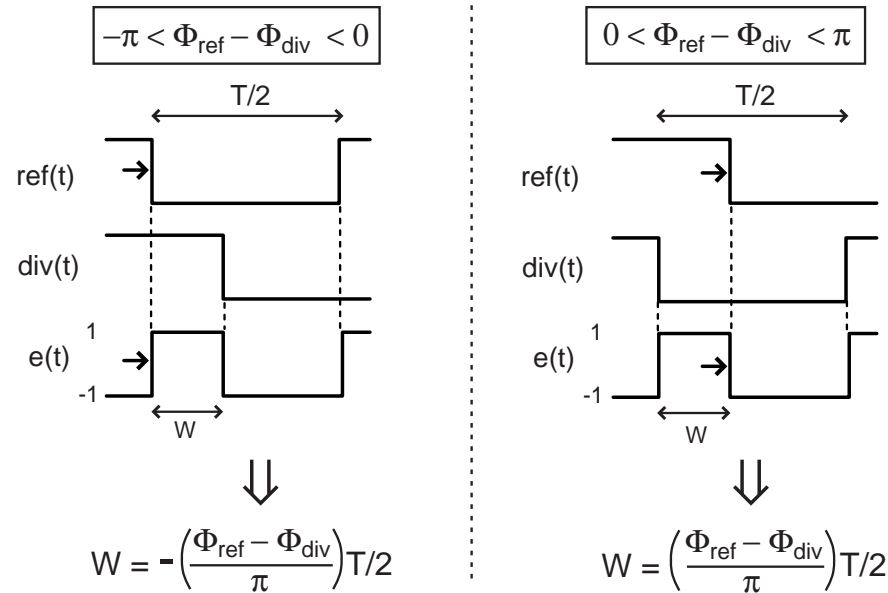 −π < Φref − Φdiv < 0
T/2
ref(t)
div(t)
1
e(t)
-1
W
⇓
W = -(Φref − Φdiv / π)T/2
0 < Φref − Φdiv < π
T/2
ref(t)
div(t)
1
e(t)
-1
W
⇓
W = (Φref − Φdiv / π)T/2